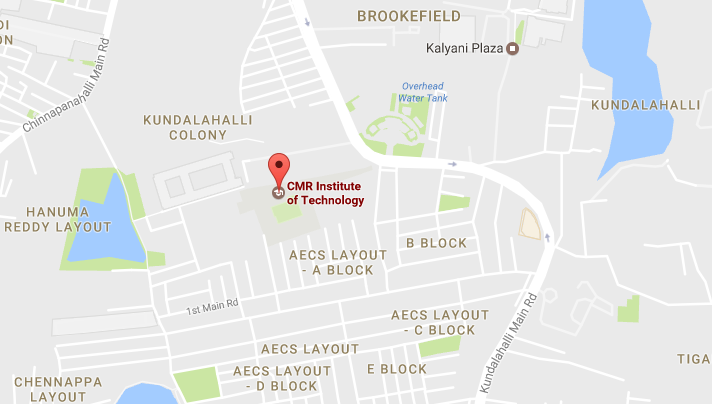 BROOKEFIELD
Kalyani Plaza
DI
ON
Chinnapanahalli Main Rd
Overhead
Water Tank
KUNDALAHALLI
KUNDALAHALLI
COLONY
CMR Institute
of Technology
HANUMA
REDDY LAYOUT
B BLOCK
AECS LAYOUT
- A BLOCK
1st Main Rd
AECS LAYOUT
- C BLOCK
Kundalahalli Main Rd
AECS LAYOUT
TIGA
E BLOCK
AECS LAYOUT
- D BLOCK
CHENNAPPA
LAYOUT